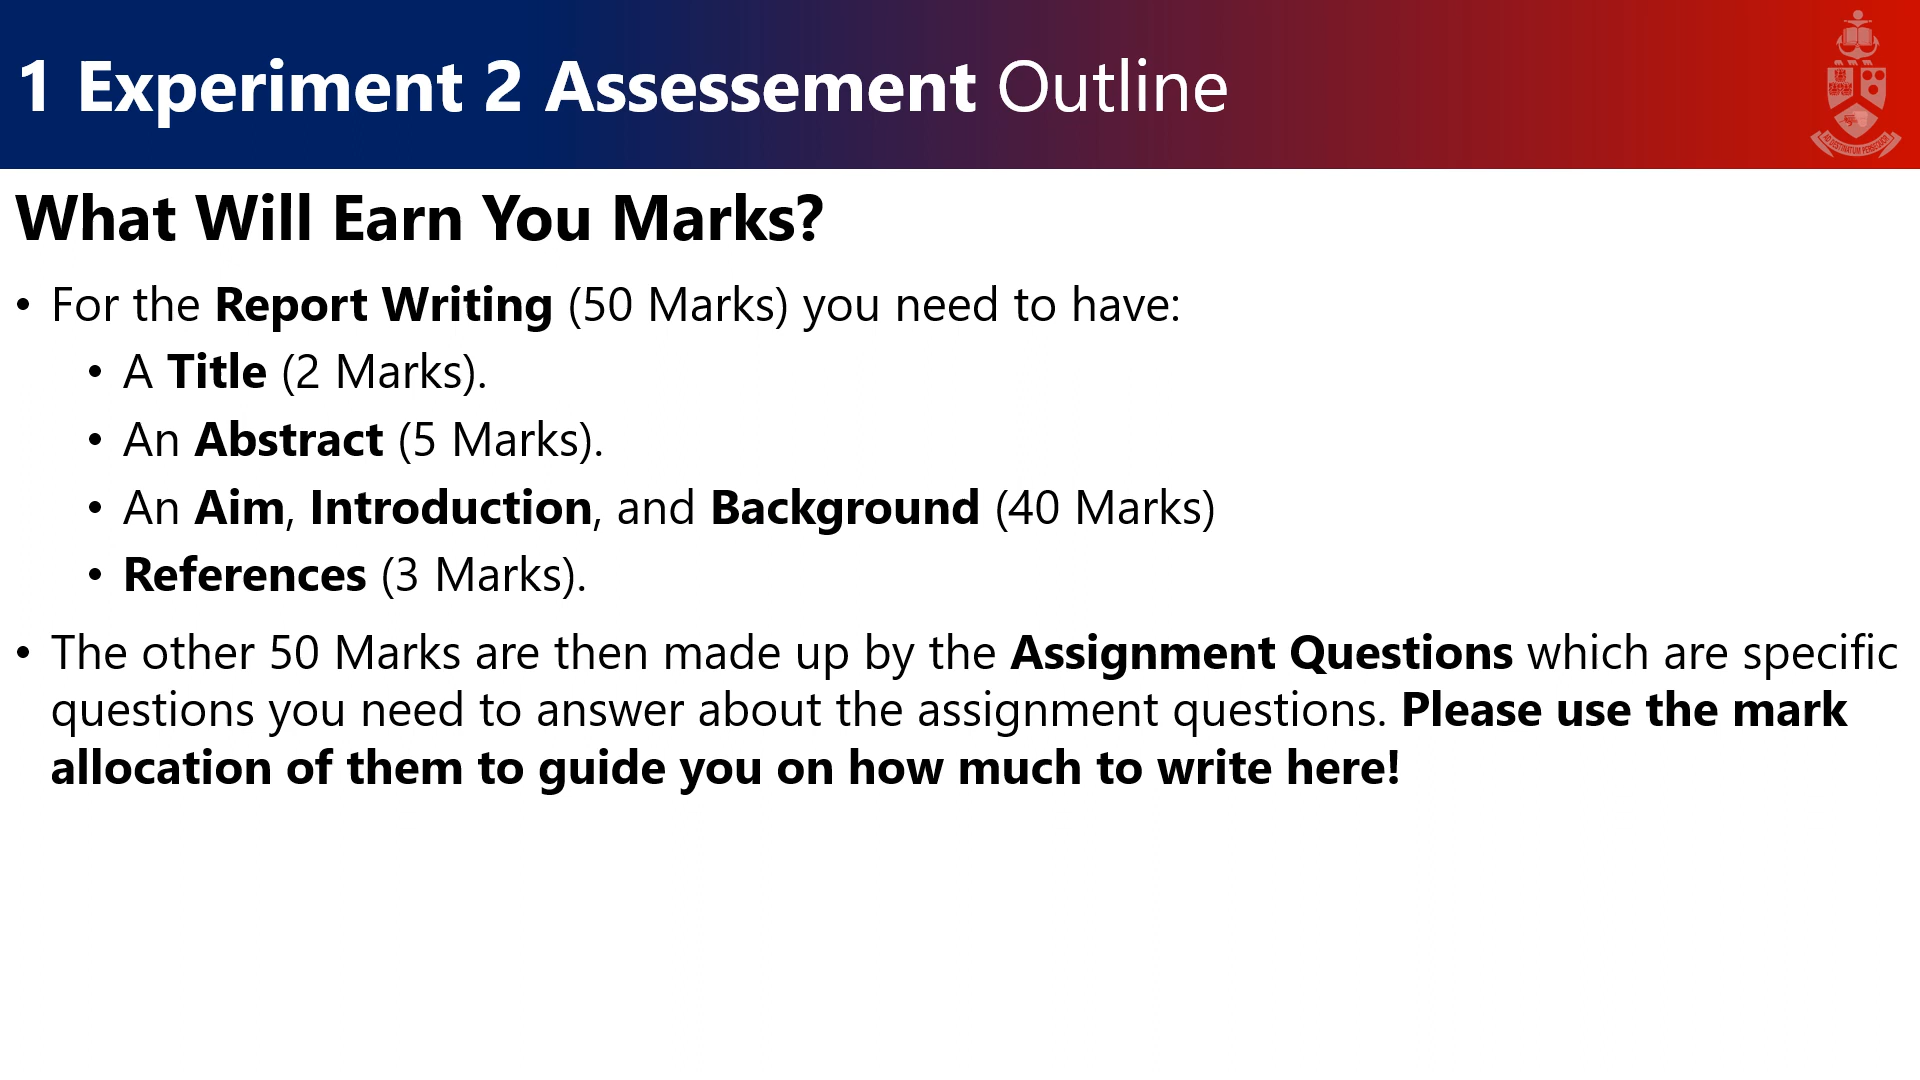 1 Experiment 2 Assessement Outline
What Will Earn You Marks?
• For the Report Writing (50 Marks) you need to have:
• A Title (2 Marks).
• An Abstract (5 Marks).
• An Aim, Introduction, and Background (40 Marks)
• References (3 Marks).
• The other 50 Marks are then made up by the Assignment Questions which are specific
questions you need to answer about the assignment questions. Please use the mark
allocation of them to guide you on how much to write here!
AD DESTINATUM PERSEQUOR